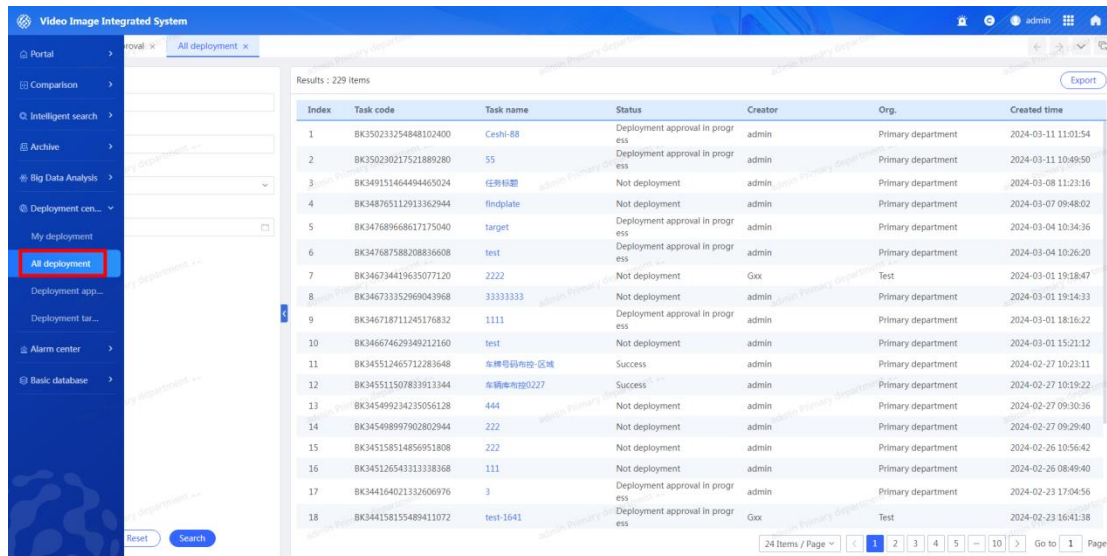 Video Image Integrated System
admin
Portal
roval ×
All deployment ×
Comparison
Intelligent search
Archive
Big Data Analysis
Deployment cen...
My deployment
All deployment
Deployment app...
Deployment tar...
Alarm center
Basic database
Reset
Search
Results : 229 items
Export
Index Task code Task name Status Creator Org. Created time
1 BK350233254848102400 Ceshi-88 Deployment approval in progr admin Primary department 2024-03-11 11:01:54
ess
2 BK350230217521889280 55 Deployment approval in progr admin Primary department 2024-03-11 10:49:50
ess
3 BK349151464494465024 任务标题 Not deployment admin Primary department 2024-03-08 11:23:16
4 BK348765112913362944 findplate Not deployment admin Primary department 2024-03-07 09:48:02
5 BK347689668617175040 target Deployment approval in progr admin Primary department 2024-03-04 10:34:36
ess
6 BK347687588208836608 test Deployment approval in progr admin Primary department 2024-03-04 10:26:20
ess
7 BK346734419635077120 2222 Not deployment Gxx Test 2024-03-01 19:18:47
8 BK346733352969043968 33333333 Not deployment admin Primary department 2024-03-01 19:14:33
9 BK346718711245176832 1111 Deployment approval in progr admin Primary department 2024-03-01 18:16:22
ess
10 BK346674629349212160 test Not deployment admin Primary department 2024-03-01 15:21:12
11 BK345512465712283648 车牌号码布控-区域 Success admin Primary department 2024-02-27 10:23:11
12 BK345511507833913344 车辆库布控0227 Success admin Primary department 2024-02-27 10:19:22
13 BK345499234235056128 444 Not deployment admin Primary department 2024-02-27 09:30:36
14 BK345498997902802944 222 Not deployment admin Primary department 2024-02-27 09:29:40
15 BK345158514856951808 222 Not deployment admin Primary department 2024-02-26 10:56:42
16 BK345126543313338368 111 Not deployment admin Primary department 2024-02-26 08:49:40
17 BK344164021332606976 3 Deployment approval in progr admin Primary department 2024-02-23 17:04:56
ess
18 BK344158155489411072 test-1641 Deployment approval in progr Gxx Test 2024-02-23 16:41:38
ess
24 Items / Page < 1 2 3 4 5 ··· 10 > Go to 1 Page